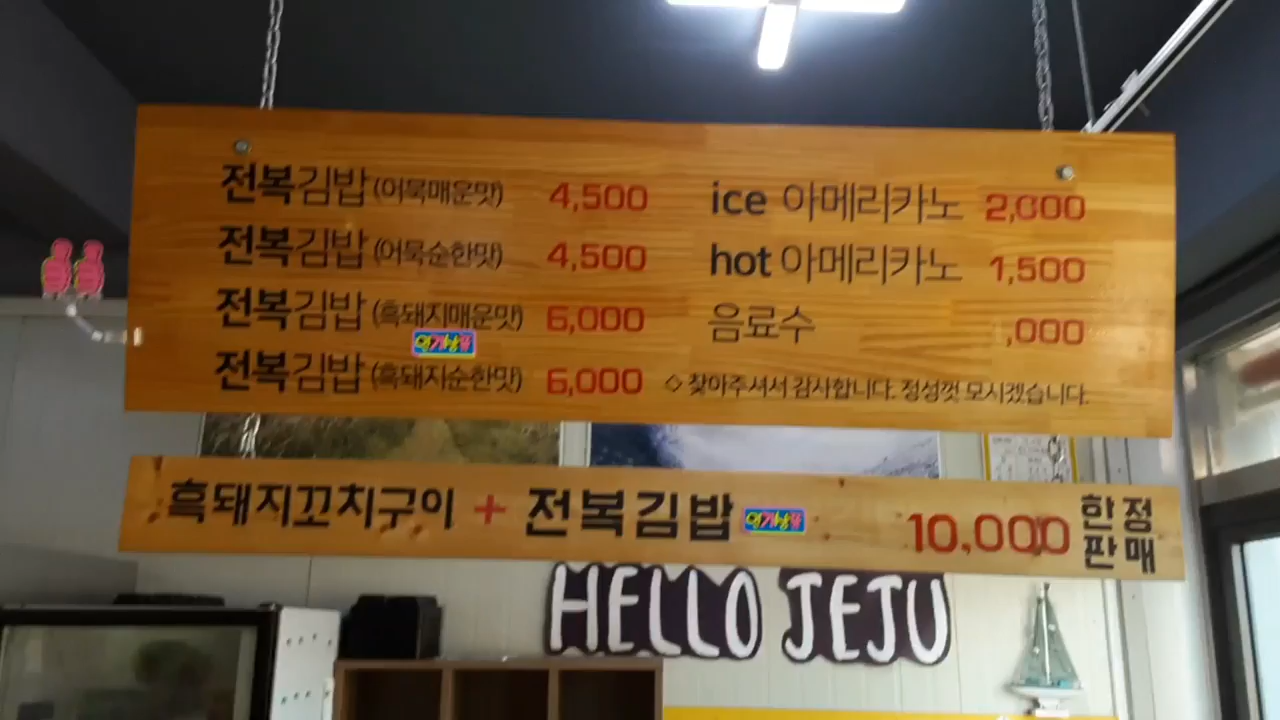 전복김밥 (어묵매운맛) 4,500
전복김밥 (어묵순한맛) 4,500
전복김밥 (흑돼지매운맛) 6,000
전복김밥 (흑돼지순한맛) 6,000
ice 아메리카노 2,000
hot 아메리카노 1,500
음료수 ,000
◇ 찾아주셔서 감사합니다. 정성껏 모시겠습니다.
흑돼지꼬치구이 + 전복김밥 10,000 한정판매
HELLO JEJU